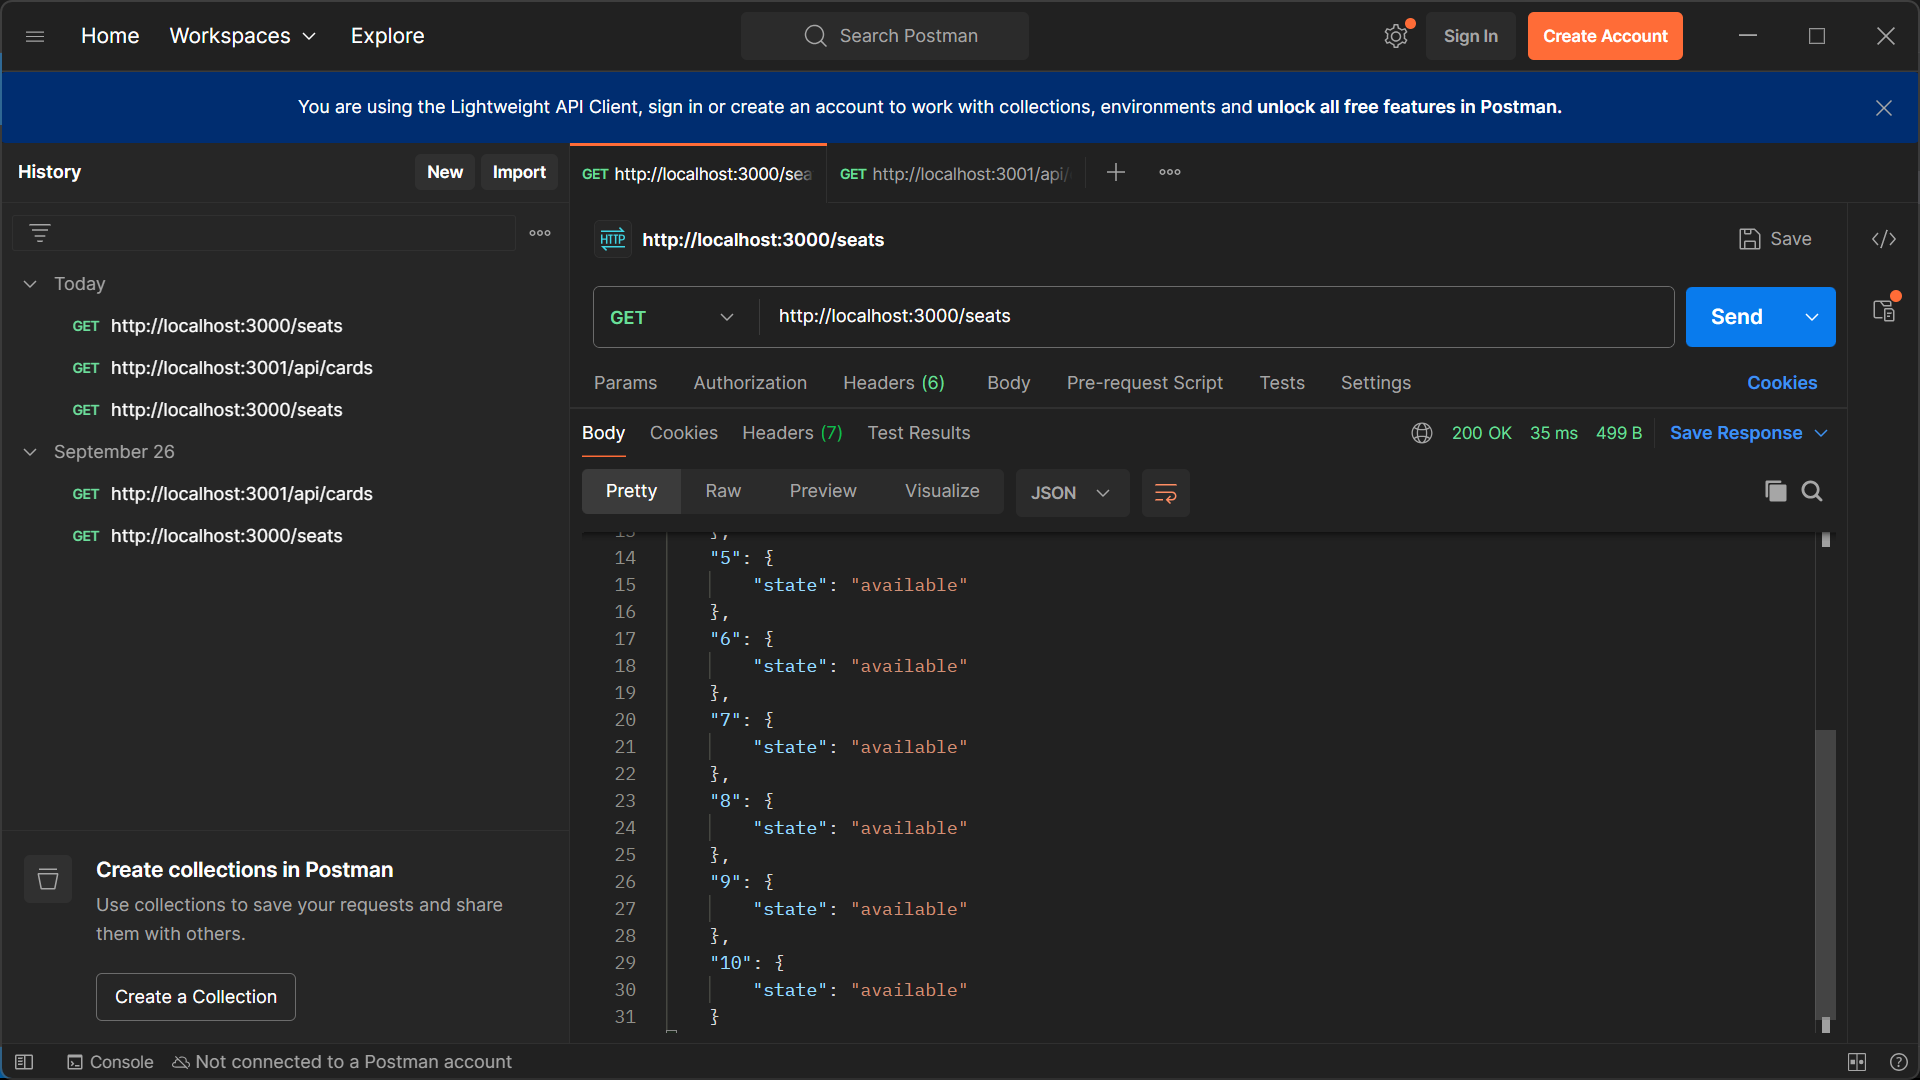 Home
Workspaces
Explore
Search Postman
Sign In
Create Account
You are using the Lightweight API Client, sign in or create an account to work with collections, environments and unlock all free features in Postman.
History
New
Import
GET http://localhost:3000/sea
GET http://localhost:3001/api/
HTTP http://localhost:3000/seats
Save
Today
GET http://localhost:3000/seats
GET http://localhost:3001/api/cards
GET http://localhost:3000/seats
September 26
GET http://localhost:3001/api/cards
GET http://localhost:3000/seats
GET
http://localhost:3000/seats
Send
Params
Authorization
Headers (6)
Body
Pre-request Script
Tests
Settings
Cookies
Body
Cookies
Headers (7)
Test Results
200 OK
35 ms
499 B
Save Response
Pretty
Raw
Preview
Visualize
JSON
13 },
14 "5": {
15 "state": "available"
16 },
17 "6": {
18 "state": "available"
19 },
20 "7": {
21 "state": "available"
22 },
23 "8": {
24 "state": "available"
25 },
26 "9": {
27 "state": "available"
28 },
29 "10": {
30 "state": "available"
31 }
Create collections in Postman
Use collections to save your requests and share
them with others.
Create a Collection
Console
Not connected to a Postman account